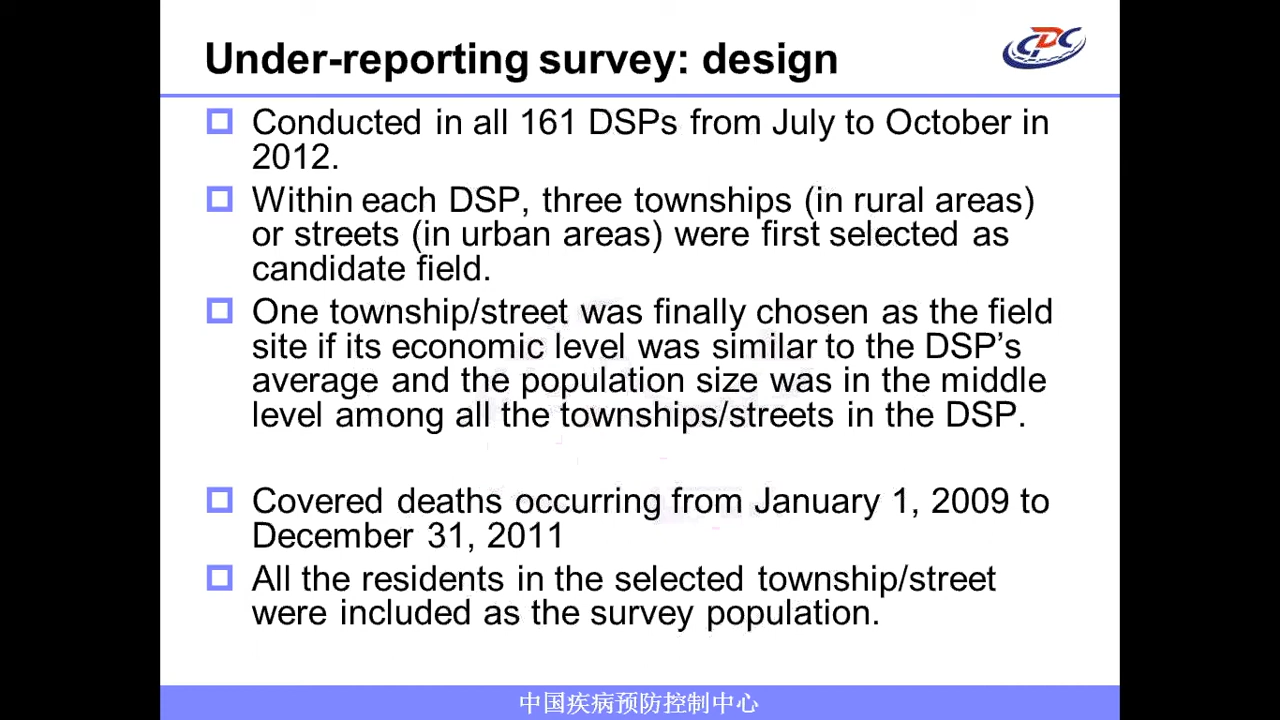 Under-reporting survey: design
CDC
Conducted in all 161 DSPs from July to October in
2012.
Within each DSP, three townships (in rural areas)
or streets (in urban areas) were first selected as
candidate field.
One township/street was finally chosen as the field
site if its economic level was similar to the DSP’s
average and the population size was in the middle
level among all the townships/streets in the DSP.
Covered deaths occurring from January 1, 2009 to
December 31, 2011
All the residents in the selected township/street
were included as the survey population.
中国疾病预防控制中心